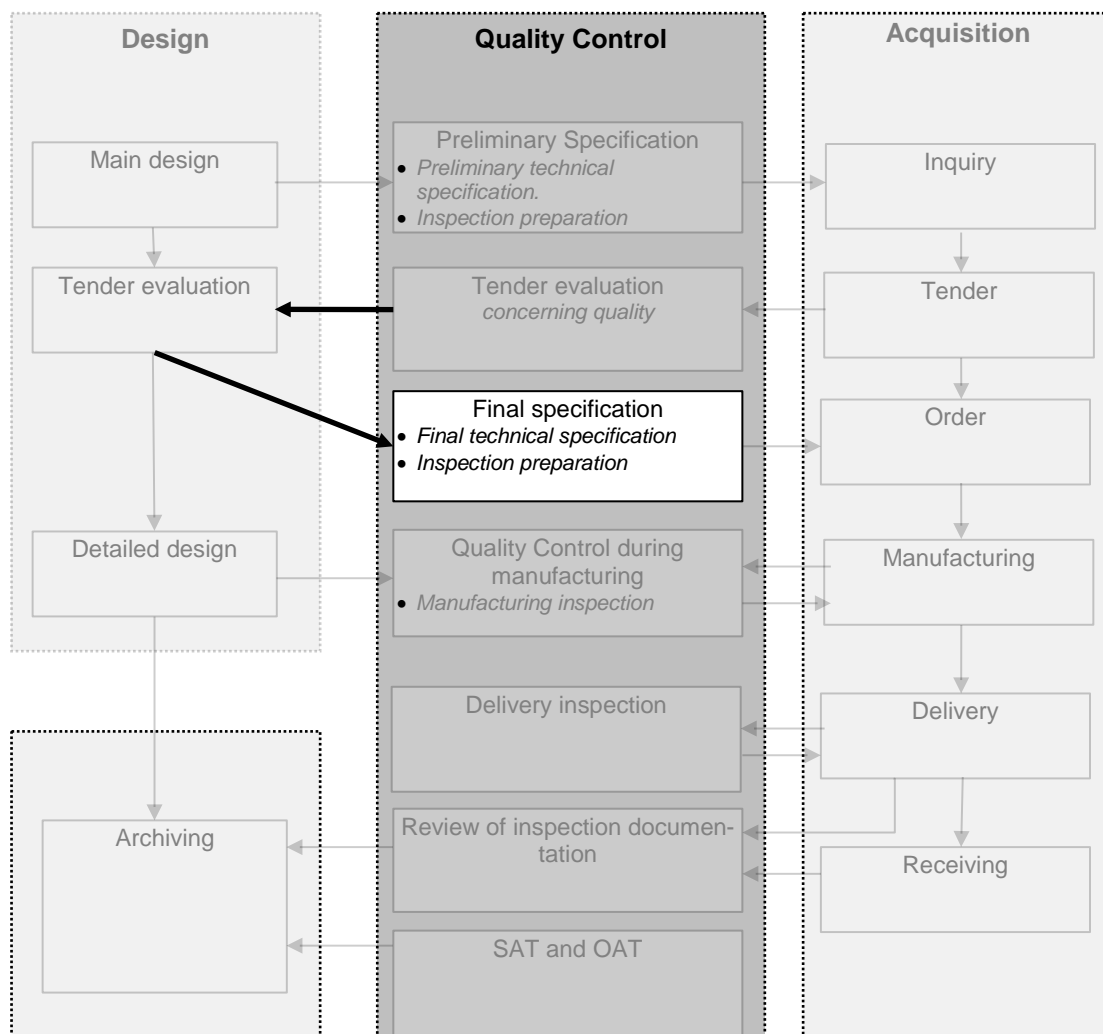 Design
Quality Control
Acquisition
Main design
Preliminary Specification
• Preliminary technical
specification.
• Inspection preparation
Inquiry
Tender evaluation
Tender evaluation
concerning quality
Tender
Final specification
• Final technical specification
• Inspection preparation
Order
Detailed design
Quality Control during
manufacturing
• Manufacturing inspection
Manufacturing
Delivery inspection
Delivery
Archiving
Review of inspection documen-
tation
Receiving
SAT and OAT